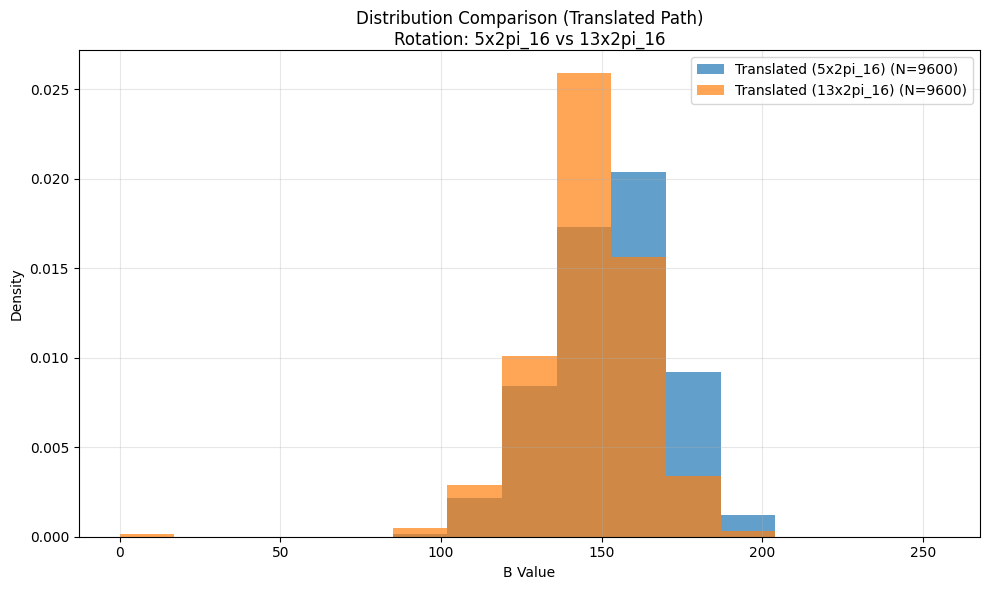 Distribution Comparison (Translated Path)
Rotation: 5x2pi_16 vs 13x2pi_16
Translated (5x2pi_16) (N=9600)
Translated (13x2pi_16) (N=9600)
Density
0.025
0.020
0.015
0.010
0.005
0.000
0 50 100 150 200 250
B Value